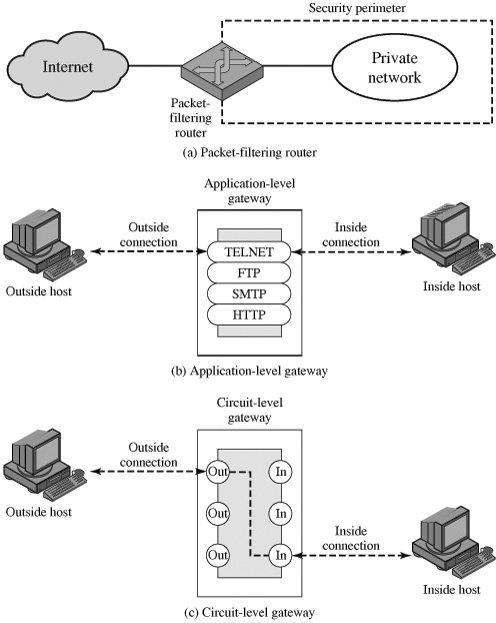 Security perimeter
Internet
Private
network
Packet-
filtering
router
(a) Packet-filtering router
Application-level
gateway
Outside
connection
Inside
connection
TELNET
FTP
SMTP
HTTP
Outside host
Inside host
(b) Application-level gateway
Circuit-level
gateway
Outside
connection
Out
In
Out
In
Out
In
Outside host
Inside
connection
Inside host
(c) Circuit-level gateway